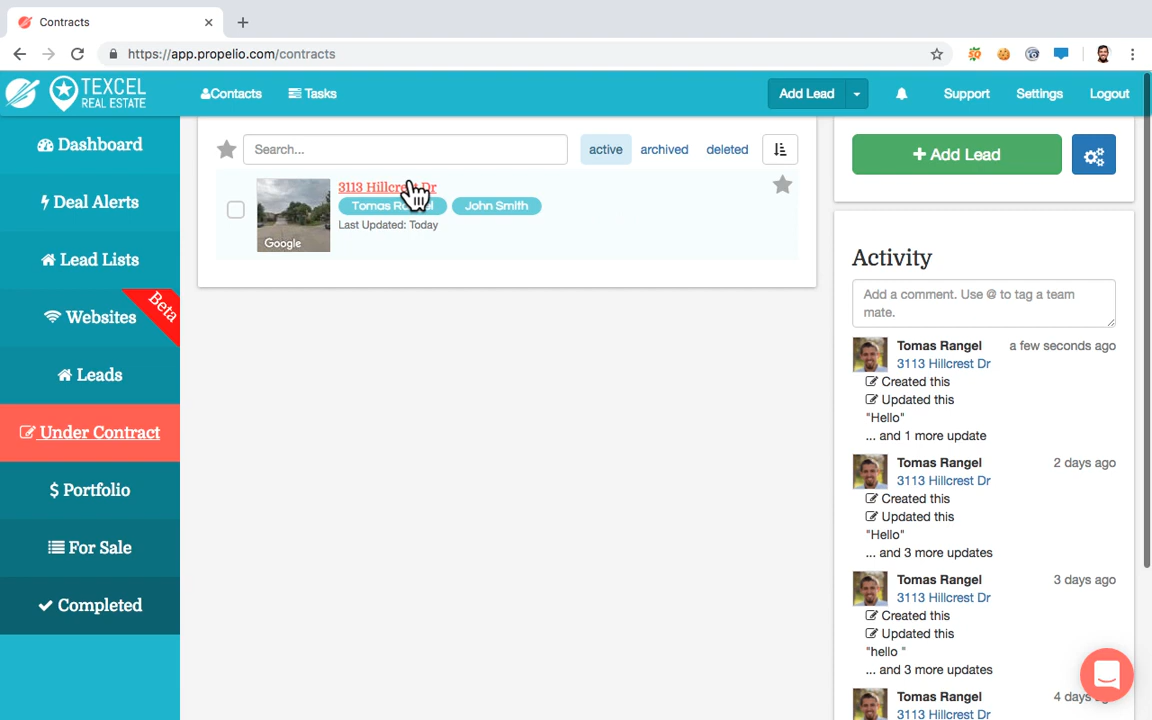 Contracts
https://app.propelio.com/contracts
TEXCEL
REAL ESTATE
Contacts
Tasks
Add Lead
Support
Settings
Logout
Dashboard
Deal Alerts
Lead Lists
Websites
Beta
Leads
Under Contract
Portfolio
For Sale
Completed
Search...
active
archived
deleted
3113 Hillcrest Dr
John Smith
Last Updated: Today
Google
Add Lead
Activity
Add a comment. Use @ to tag a team
mate.
Tomas Rangel
a few seconds ago
3113 Hillcrest Dr
Created this
Updated this
"Hello"
... and 1 more update
Tomas Rangel
2 days ago
3113 Hillcrest Dr
Created this
Updated this
"Hello"
... and 3 more updates
Tomas Rangel
3 days ago
3113 Hillcrest Dr
Created this
Updated this
"hello "
... and 3 more updates
Tomas Rangel
4 days
3113 Hillcrest Dr